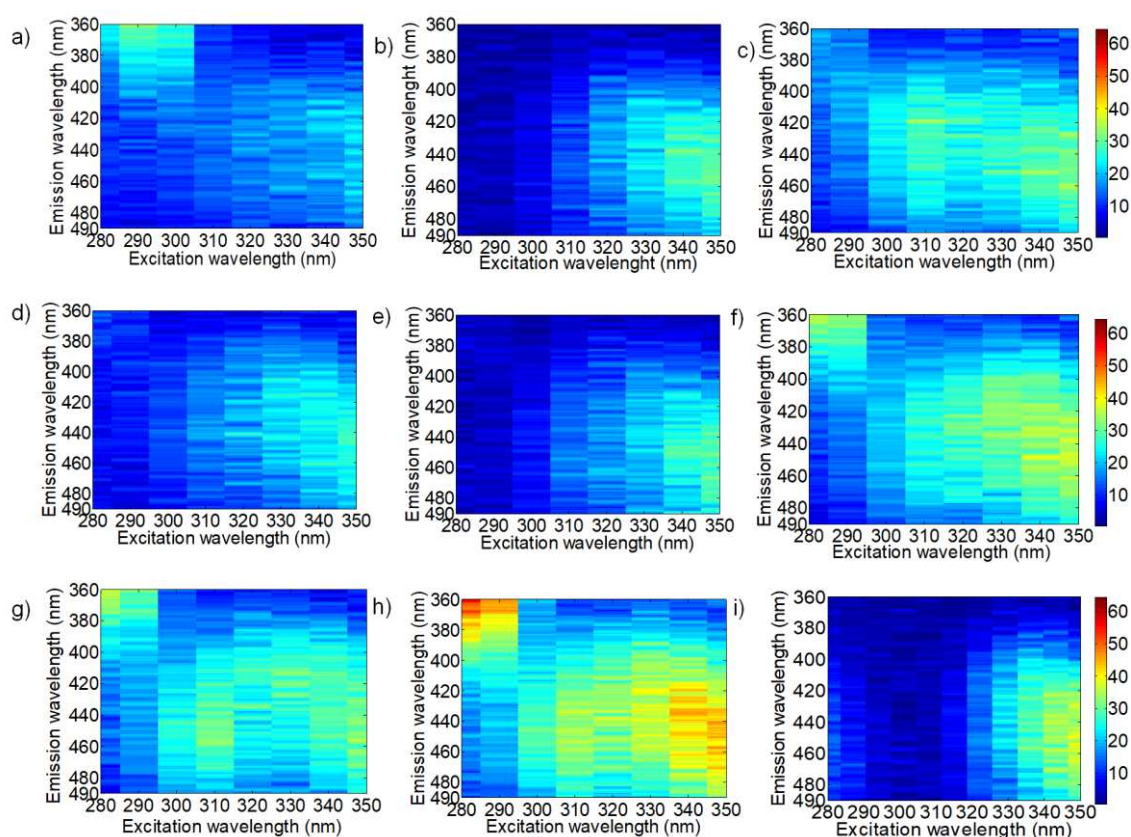 a)
Emission wavelength (nm)
360
380
400
420
440
460
480
490
280 290 300 310 320 330 340 350
Excitation wavelength (nm)
b)
Emission wavelenght (nm)
360
380
400
420
440
460
480
490
280 290 300 310 320 330 340 350
Excitation wavelenght (nm)
c)
Emission wavelength (nm)
360
380
400
420
440
460
480
490
280 290 300 310 320 330 340 350
Excitation wavelength (nm)
60
50
40
30
20
10
d)
Emission wavelength (nm)
360
380
400
420
440
460
480
490
280 290 300 310 320 330 340 350
Excitation wavelength (nm)
e)
Emission wavelength (nm)
360
380
400
420
440
460
480
490
280 290 300 310 320 330 340 350
Excitation wavelength (nm)
f)
Emission wavelength (nm)
360
380
400
420
440
460
480
490
280 290 300 310 320 330 340 350
Excitation wavelength (nm)
60
50
40
30
20
10
g)
Emission wavelength (nm)
360
380
400
420
440
460
480
490
280 290 300 310 320 330 340 350
Excitation wavelength (nm)
h)
Emission wavelength (nm)
360
380
400
420
440
460
480
490
280 290 300 310 320 330 340 350
Excitation wavelength (nm)
i)
Emission wavelength (nm)
360
380
400
420
440
460
480
490
280 290 300 310 320 330 340 350
Excitation wavelength (nm)
60
50
40
30
20
10